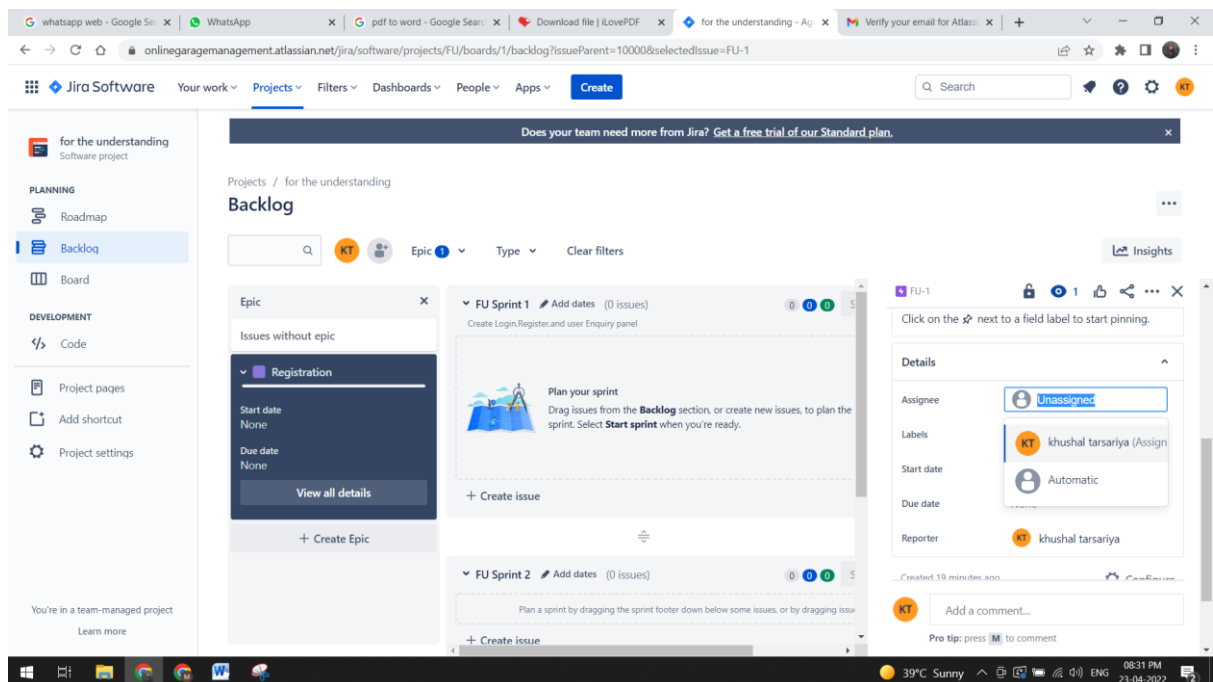 whatsapp web - Google Sea
WhatsApp
pdf to word - Google Search
Download file | iLovePDF
for the understanding - Agi
Verify your email for Atlass
onlinegaragemanagement.atlassian.net/jira/software/projects/FU/boards/1/backlog?issueParent=10000&selectedIssue=FU-1
Jira Software
Your work
Projects
Filters
Dashboards
People
Apps
Create
Search
KT
for the understanding
Software project
PLANNING
Roadmap
Backlog
Board
DEVELOPMENT
Code
Project pages
Add shortcut
Project settings
You're in a team-managed project
Learn more
Does your team need more from Jira? Get a free trial of our Standard plan.
Projects / for the understanding
Backlog
KT
Epic 1
Type
Clear filters
Insights
Epic
Issues without epic
Registration
Start date
None
Due date
None
View all details
+ Create Epic
FU Sprint 1 Add dates (0 issues) 0 0 0 S
Create Login,Register,and user Enquiry panel
Plan your sprint
Drag issues from the Backlog section, or create new issues, to plan the
sprint. Select Start sprint when you're ready.
+ Create issue
FU Sprint 2 Add dates (0 issues) 0 0 0 S
Plan a sprint by dragging the sprint footer down below some issues, or by dragging issu
+ Create issue
FU-1
1
Click on the next to a field label to start pinning.
Details
Assignee
Unassigned
Labels
KT khushal tarsariya (Assign
Start date
Automatic
Due date
None
Reporter
KT khushal tarsariya
Created 19 minutes ago
Configure
KT
Add a comment...
Pro tip: press M to comment
39°C Sunny
ENG
08:31 PM
23-04-2022
2